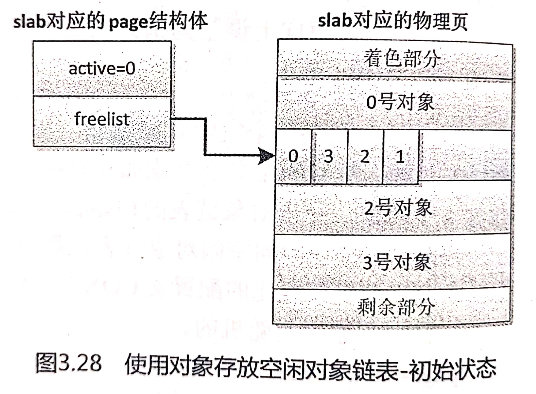 slab对应的page结构体
slab对应的物理页
active=0
freelist
着色部分
0号对象
0 3 2 1
2号对象
3号对象
剩余部分
图3.28 使用对象存放空闲对象链表-初始状态